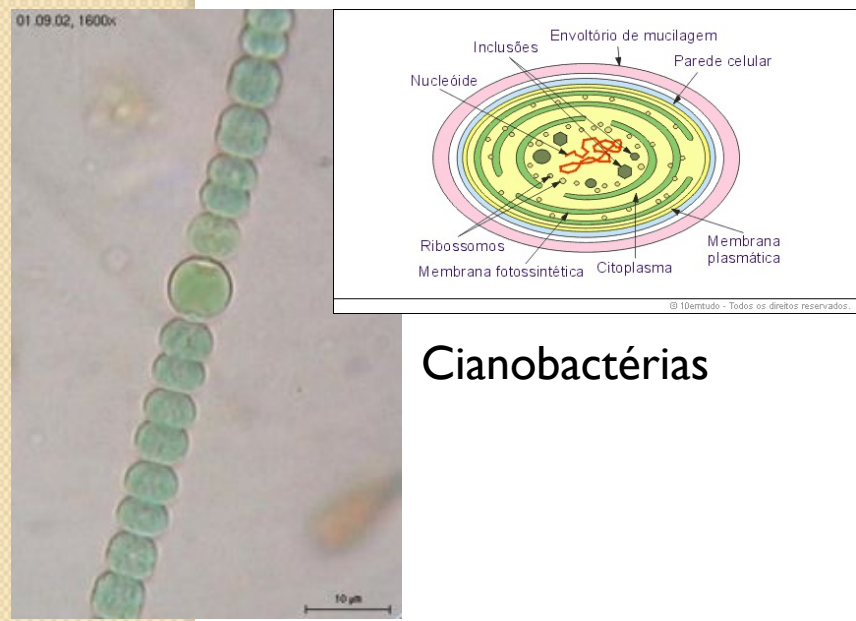 01.09.02, 1600x
Envoltório de mucilagem
Inclusões
Parede celular
Nucleóide
Ribossomos
Membrana
plasmática
Membrana fotossintética
Citoplasma
© 10emtudo - Todos os direitos reservados.
Cianobactérias
10 µm